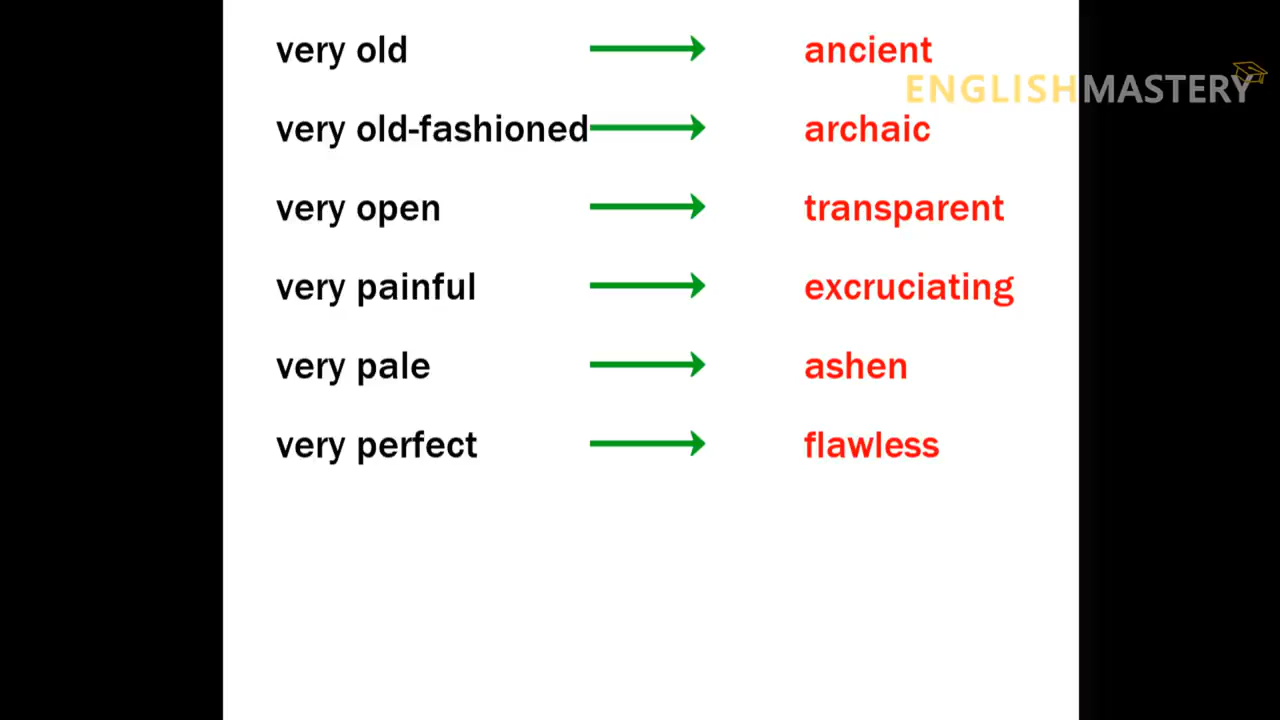 very old → ancient
ENGLISHMASTERY
very old-fashioned → archaic
very open → transparent
very painful → excruciating
very pale → ashen
very perfect → flawless